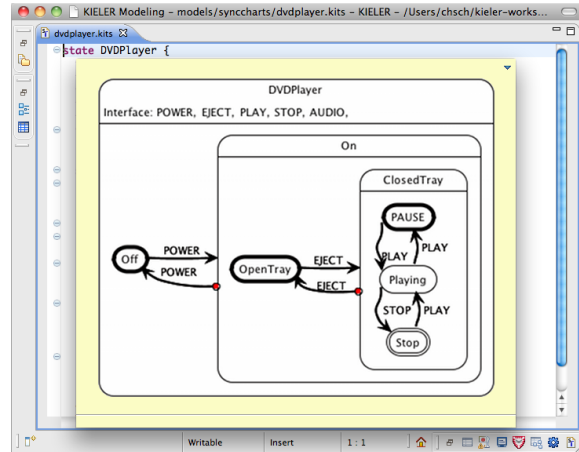 KIELER Modeling - models/synccharts/dvdplayer.kits - KIELER - /Users/chsch/kieler-works...
dvdplayer.kits
state DVDPlayer {
DVDPlayer
Interface: POWER, EJECT, PLAY, STOP, AUDIO,
On
ClosedTray
PAUSE
PLAY
PLAY
Off
POWER
POWER
OpenTray
EJECT
EJECT
Playing
STOP
PLAY
Stop
Writable
Insert
1 : 1